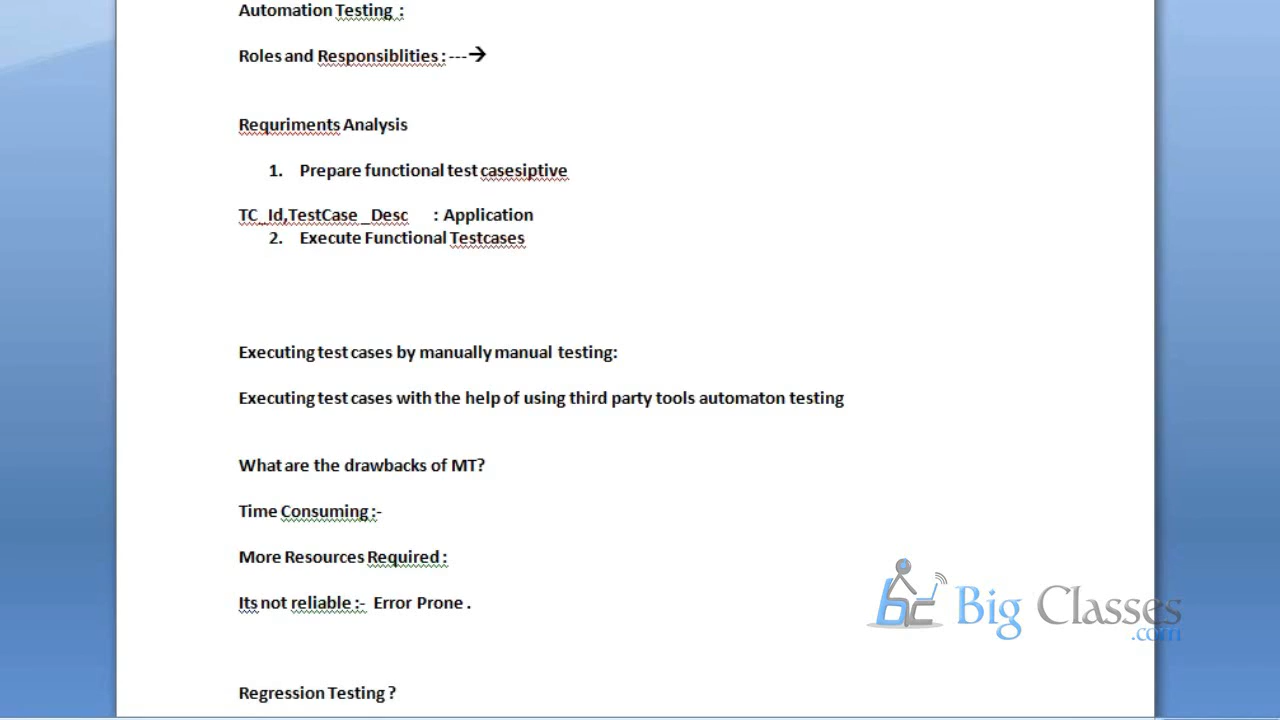 Automation Testing :
Roles and Responsiblities : --->
Requriments Analysis
1. Prepare functional test casesiptive
TC_Id,TestCase _Desc : Application
2. Execute Functional Testcases
Executing test cases by manually manual testing:
Executing test cases with the help of using third party tools automaton testing
What are the drawbacks of MT?
Time Consuming :-
More Resources Required :
Its not reliable :- Error Prone .
bc Big Classes
.com
Regression Testing ?